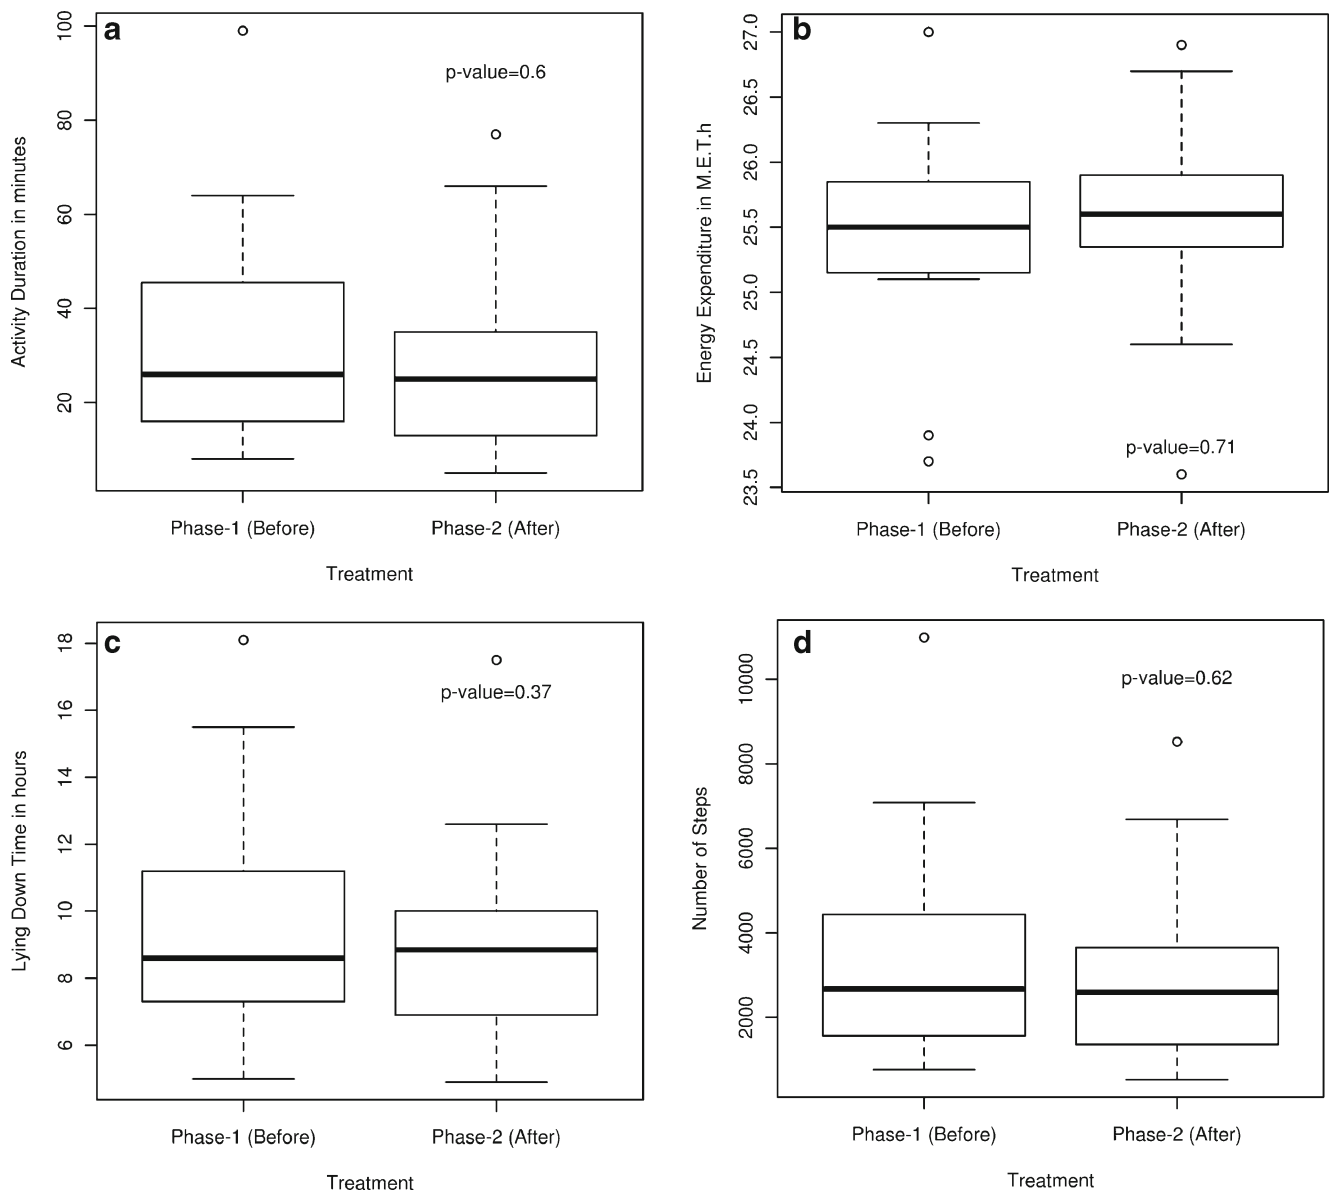 a
p-value=0.6
100
80
60
40
20
Activity Duration in minutes
Phase-1 (Before)
Phase-2 (After)
Treatment
b
27.0
26.5
26.0
25.5
25.0
24.5
24.0
23.5
Energy Expenditure in M.E.T.h
p-value=0.71
Phase-1 (Before)
Phase-2 (After)
Treatment
c
p-value=0.37
18
16
14
12
10
8
6
Lying Down Time in hours
Phase-1 (Before)
Phase-2 (After)
Treatment
d
p-value=0.62
10000
8000
6000
4000
2000
Number of Steps
Phase-1 (Before)
Phase-2 (After)
Treatment